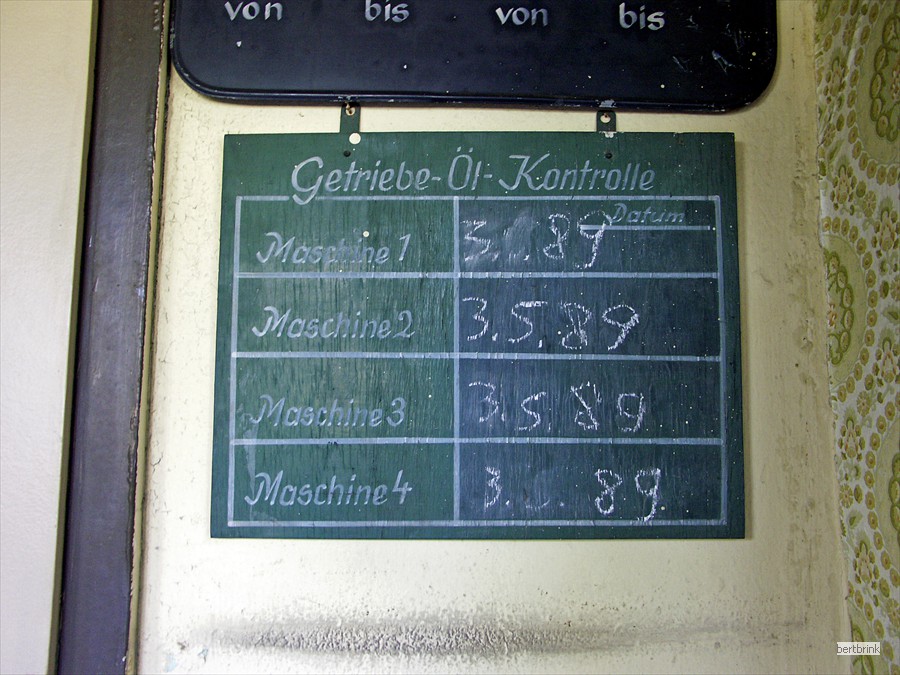 von bis von bis
Getriebe-Öl-Kontrolle
Datum
Maschine 1 3. . 89
Maschine 2 3.5.89
Maschine 3 3.5.89
Maschine 4 3. . 89
bertbrink